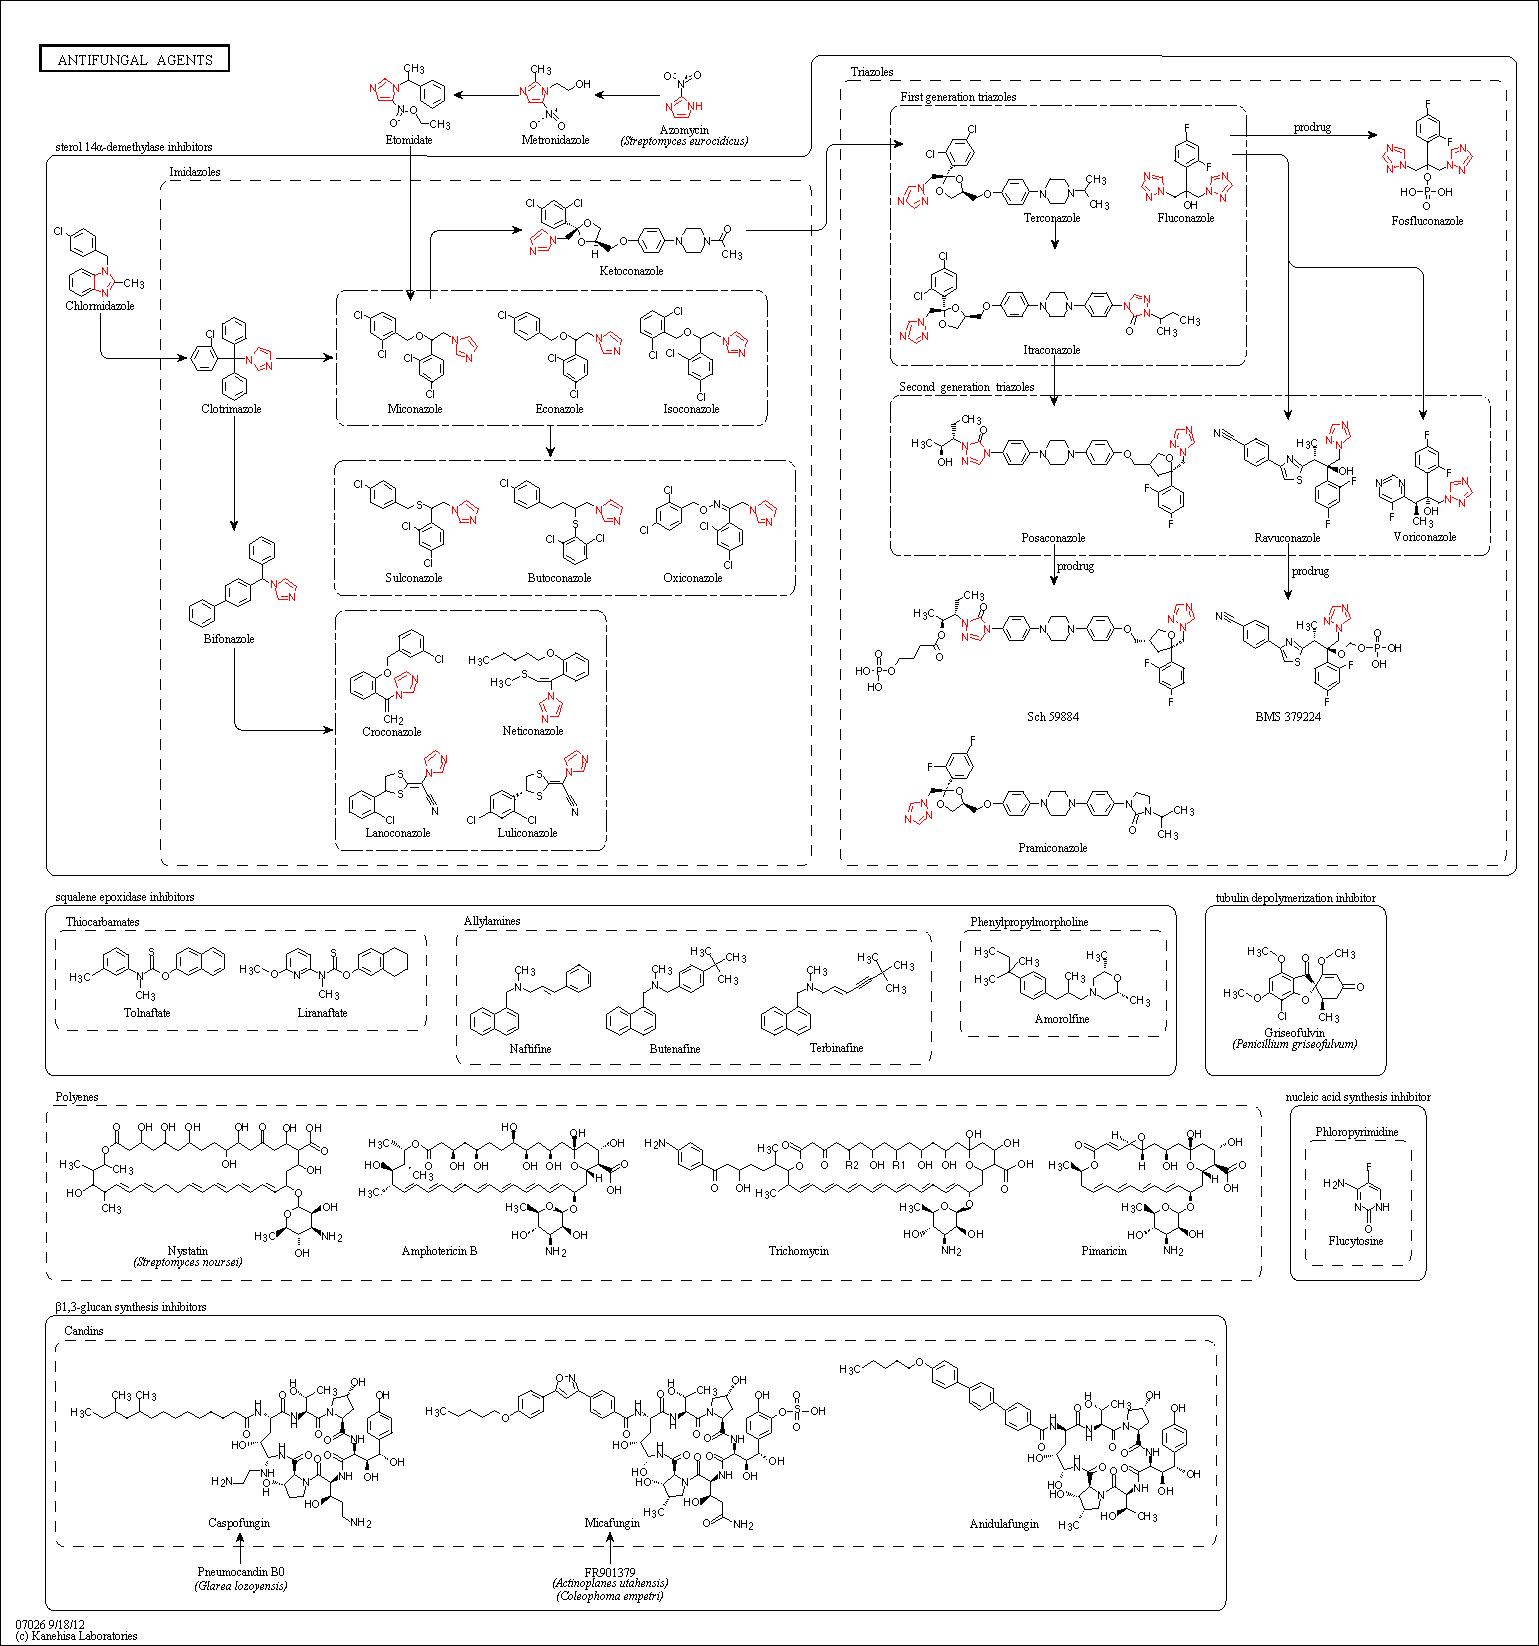 ANTIFUNGAL AGENTS
Etomidate
Metronidazole
Azomycin
(Streptomyces eurocidicus)
sterol 14α-demethylase inhibitors
Imidazoles
Chlormidazole
Clotrimazole
Bifonazole
Ketoconazole
Miconazole
Econazole
Isoconazole
Sulconazole
Butoconazole
Oxiconazole
Croconazole
Neticonazole
Lanoconazole
Luliconazole
Triazoles
First generation triazoles
Terconazole
Fluconazole
prodrug
Fosfluconazole
Itraconazole
Second generation triazoles
Posaconazole
Ravuconazole
Voriconazole
prodrug
prodrug
Sch 59884
BMS 379224
Pramiconazole
squalene epoxidase inhibitors
Thiocarbamates
Tolnaftate
Liranaftate
Allylamines
Naftifine
Butenafine
Terbinafine
Phenylpropylmorpholine
Amorolfine
tubulin depolymerization inhibitor
Griseofulvin
(Penicillium griseofulvum)
Polyenes
Nystatin
(Streptomyces noursei)
Amphotericin B
Trichomycin
Pimaricin
nucleic acid synthesis inhibitor
Phloropyrimidine
Flucytosine
β1,3-glucan synthesis inhibitors
Candins
Caspofungin
Micafungin
Anidulafungin
Pneumocandin B0
(Glarea lozoyensis)
FR901379
(Actinoplanes utahensis)
(Coleophoma empetri)
07026 9/18/12
(c) Kanehisa Laboratories